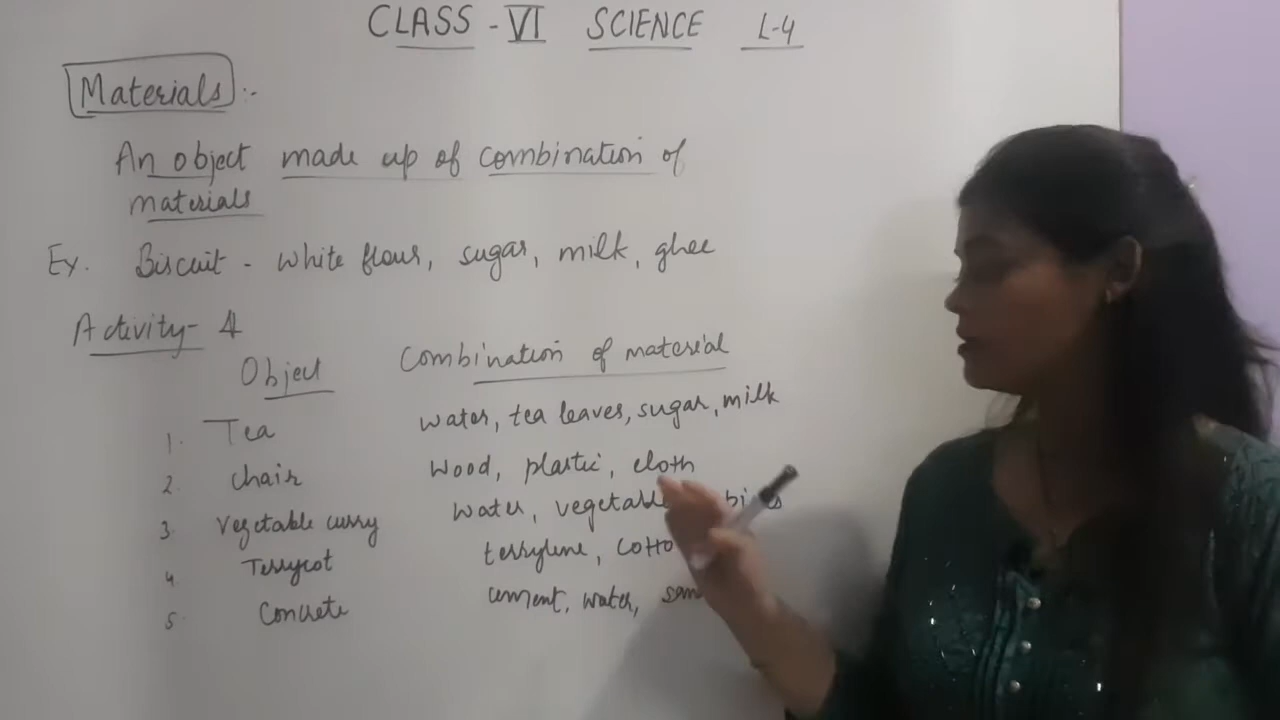 CLASS - VI SCIENCE L-4
Materials :-
An object made up of combination of
materials
Ex. Biscuit - white flour, sugar, milk, ghee
Activity - 4
Object Combination of material
1. Tea water, tea leaves, sugar, milk
2. chair wood, plastic, cloth
3. Vegetable curry water,
4. Terrycot terrylene,
5. Concrete cement, water,